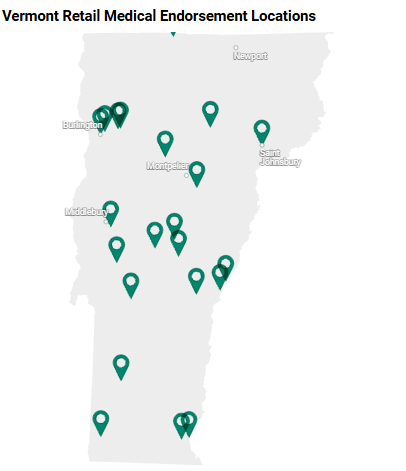 Vermont Retail Medical Endorsement Locations
Newport
Burlington
Saint
Johnsbury
Montpelier
Middlebury